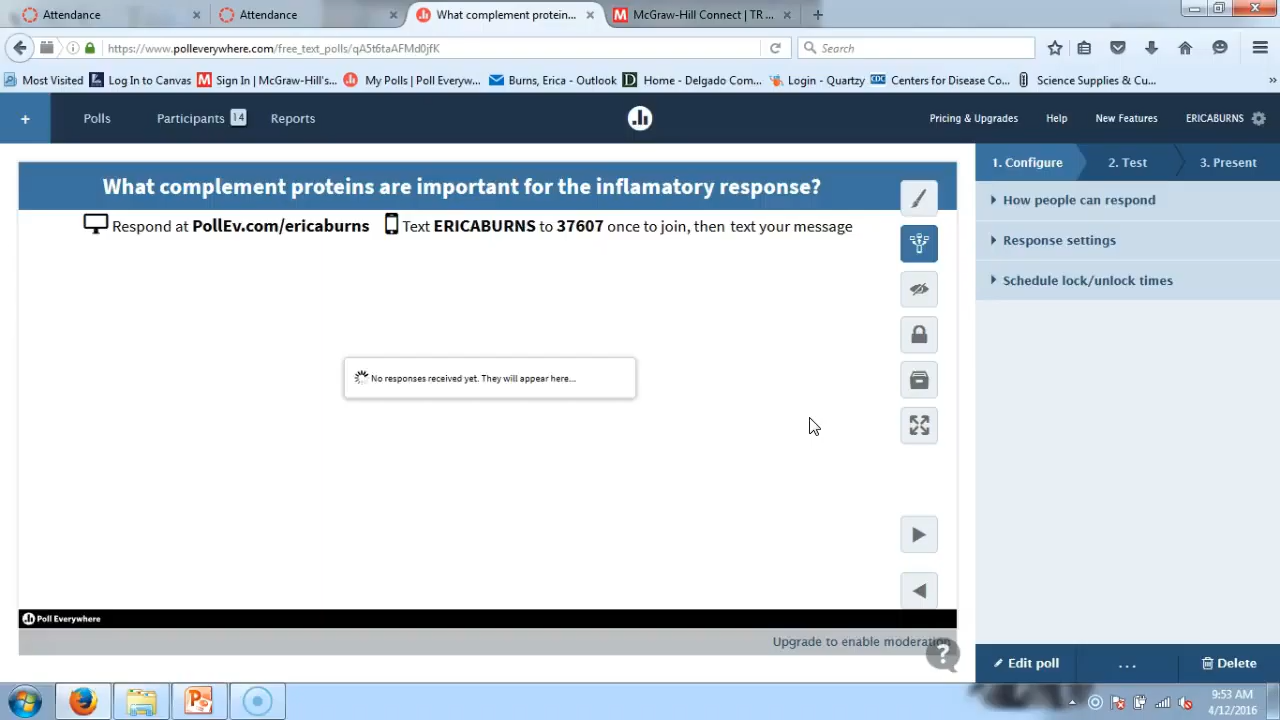 Attendance
Attendance
What complement protein...
McGraw-Hill Connect | TR ...
https://www.polleverywhere.com/free_text_polls/qA5t6taAFMd0jfK
Search
Most Visited
Log In to Canvas
Sign In | McGraw-Hill's...
My Polls | Poll Everyw...
Burns, Erica - Outlook
Home - Delgado Com...
Login - Quartzy
Centers for Disease Co...
Science Supplies & Cu...
Polls
Participants 14
Reports
Pricing & Upgrades
Help
New Features
ERICABURNS
What complement proteins are important for the inflamatory response?
Respond at PollEv.com/ericaburns Text ERICABURNS to 37607 once to join, then text your message
No responses received yet. They will appear here...
Poll Everywhere
Upgrade to enable moderation
?
1. Configure
2. Test
3. Present
How people can respond
Response settings
Schedule lock/unlock times
Edit poll
...
Delete
9:53 AM
4/12/2016